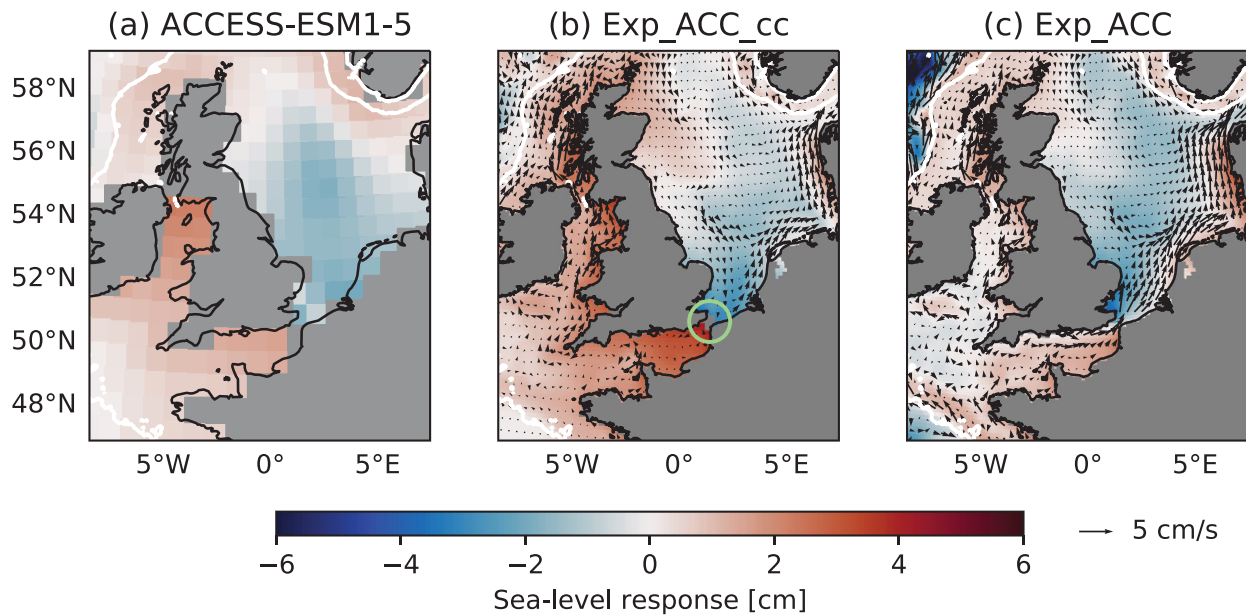 (a) ACCESS-ESM1-5
(b) Exp_ACC_cc
(c) Exp_ACC
58°N
56°N
54°N
52°N
50°N
48°N
5°W 0° 5°E
5°W 0° 5°E
5°W 0° 5°E
−6 −4 −2 0 2 4 6
5 cm/s
Sea-level response [cm]